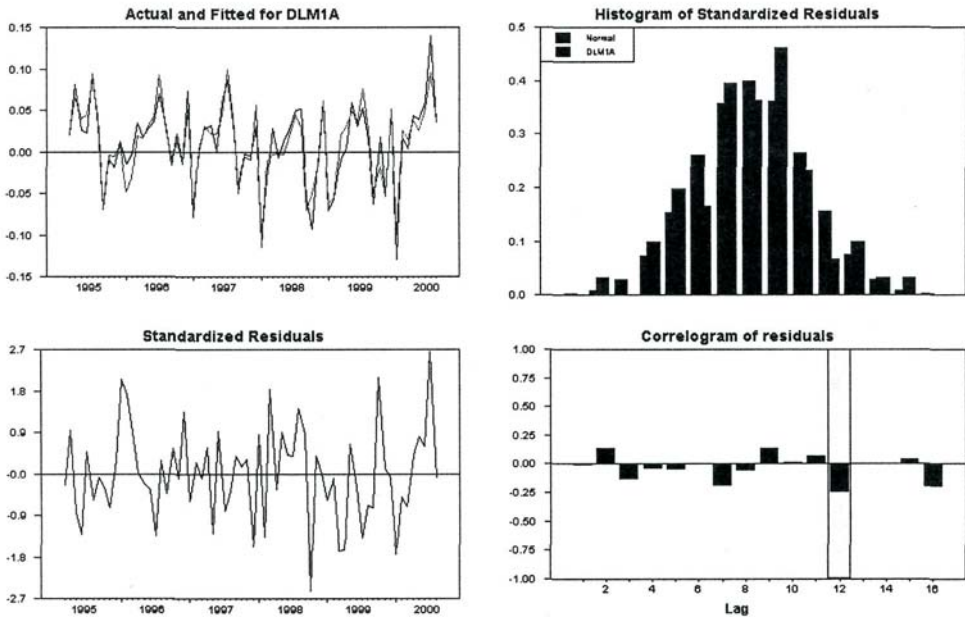 Actual and Fitted for DLM1A
0.15
0.10
0.05
0.00
-0.05
-0.10
-0.15
1995 1996 1997 1998 1999 2000
Histogram of Standardized Residuals
Normal
DLM1A
0.5
0.4
0.3
0.2
0.1
0.0
Standardized Residuals
2.7
1.8
0.9
-0.0
-0.9
-1.8
-2.7
1995 1996 1997 1998 1999 2000
Correlogram of residuals
1.00
0.75
0.50
0.25
0.00
-0.25
-0.50
-0.75
-1.00
2 4 6 8 10 12 14 16
Lag